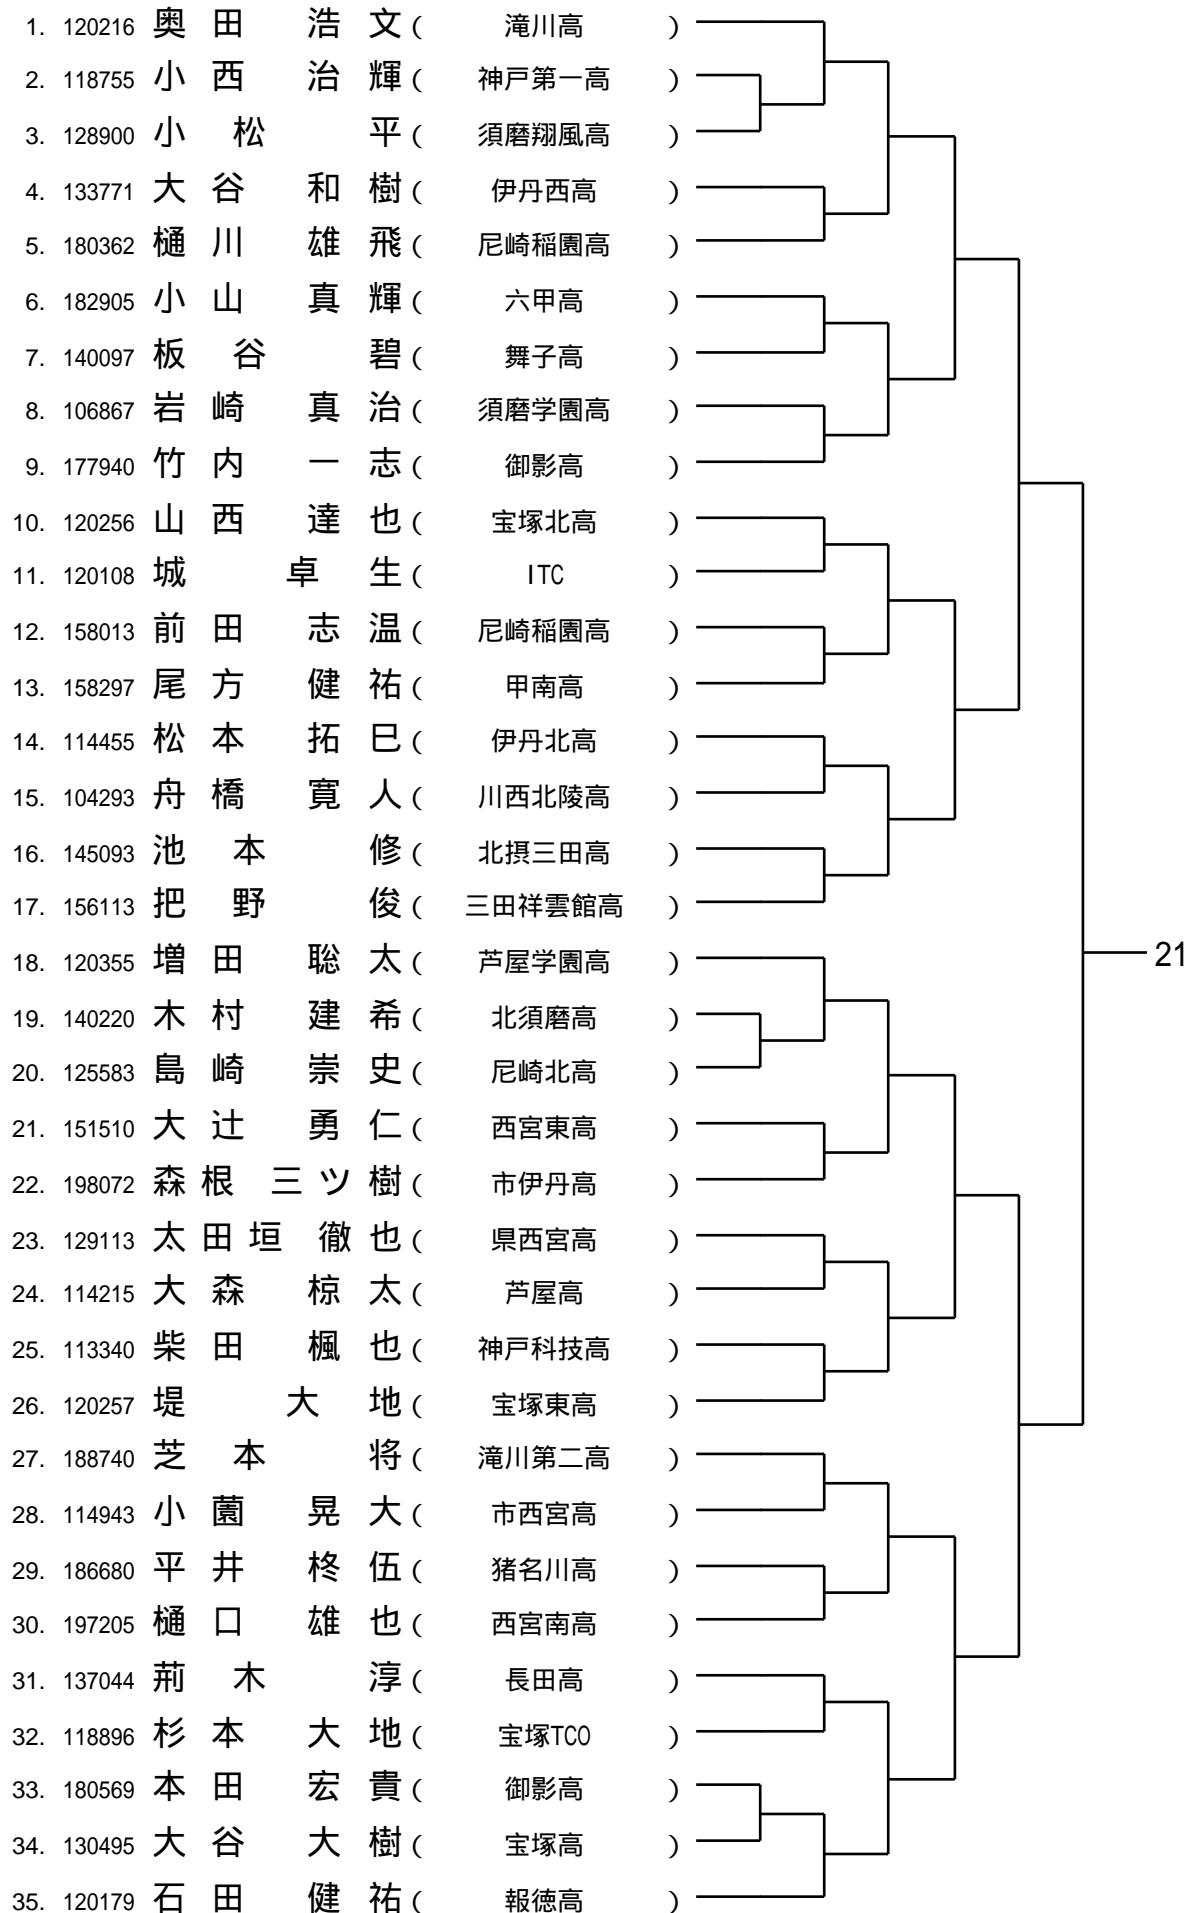 1. 120216 奥田 浩文 ( 滝川高 )
2. 118755 小西 治輝 ( 神戸第一高 )
3. 128900 小松 平 ( 須磨翔風高 )
4. 133771 大谷 和樹 ( 伊丹西高 )
5. 180362 樋川 雄飛 ( 尼崎稲園高 )
6. 182905 小山 真輝 ( 六甲高 )
7. 140097 板谷 碧 ( 舞子高 )
8. 106867 岩崎 真治 ( 須磨学園高 )
9. 177940 竹内 一志 ( 御影高 )
10. 120256 山西 達也 ( 宝塚北高 )
11. 120108 城 卓生 ( ITC )
12. 158013 前田 志温 ( 尼崎稲園高 )
13. 158297 尾方 健祐 ( 甲南高 )
14. 114455 松本 拓巳 ( 伊丹北高 )
15. 104293 舟橋 寛人 ( 川西北陵高 )
16. 145093 池本 修 ( 北摂三田高 )
17. 156113 把野 俊 ( 三田祥雲館高 )
18. 120355 増田 聡太 ( 芦屋学園高 )
21
19. 140220 木村 建希 ( 北須磨高 )
20. 125583 島崎 崇史 ( 尼崎北高 )
21. 151510 大辻 勇仁 ( 西宮東高 )
22. 198072 森根 三ツ樹 ( 市伊丹高 )
23. 129113 太田垣 徹也 ( 県西宮高 )
24. 114215 大森 椋太 ( 芦屋高 )
25. 113340 柴田 楓也 ( 神戸科技高 )
26. 120257 堤 大地 ( 宝塚東高 )
27. 188740 芝本 将 ( 滝川第二高 )
28. 114943 小薗 晃大 ( 市西宮高 )
29. 186680 平井 柊伍 ( 猪名川高 )
30. 197205 樋口 雄也 ( 西宮南高 )
31. 137044 荊木 淳 ( 長田高 )
32. 118896 杉本 大地 ( 宝塚TCO )
33. 180569 本田 宏貴 ( 御影高 )
34. 130495 大谷 大樹 ( 宝塚高 )
35. 120179 石田 健祐 ( 報徳高 )